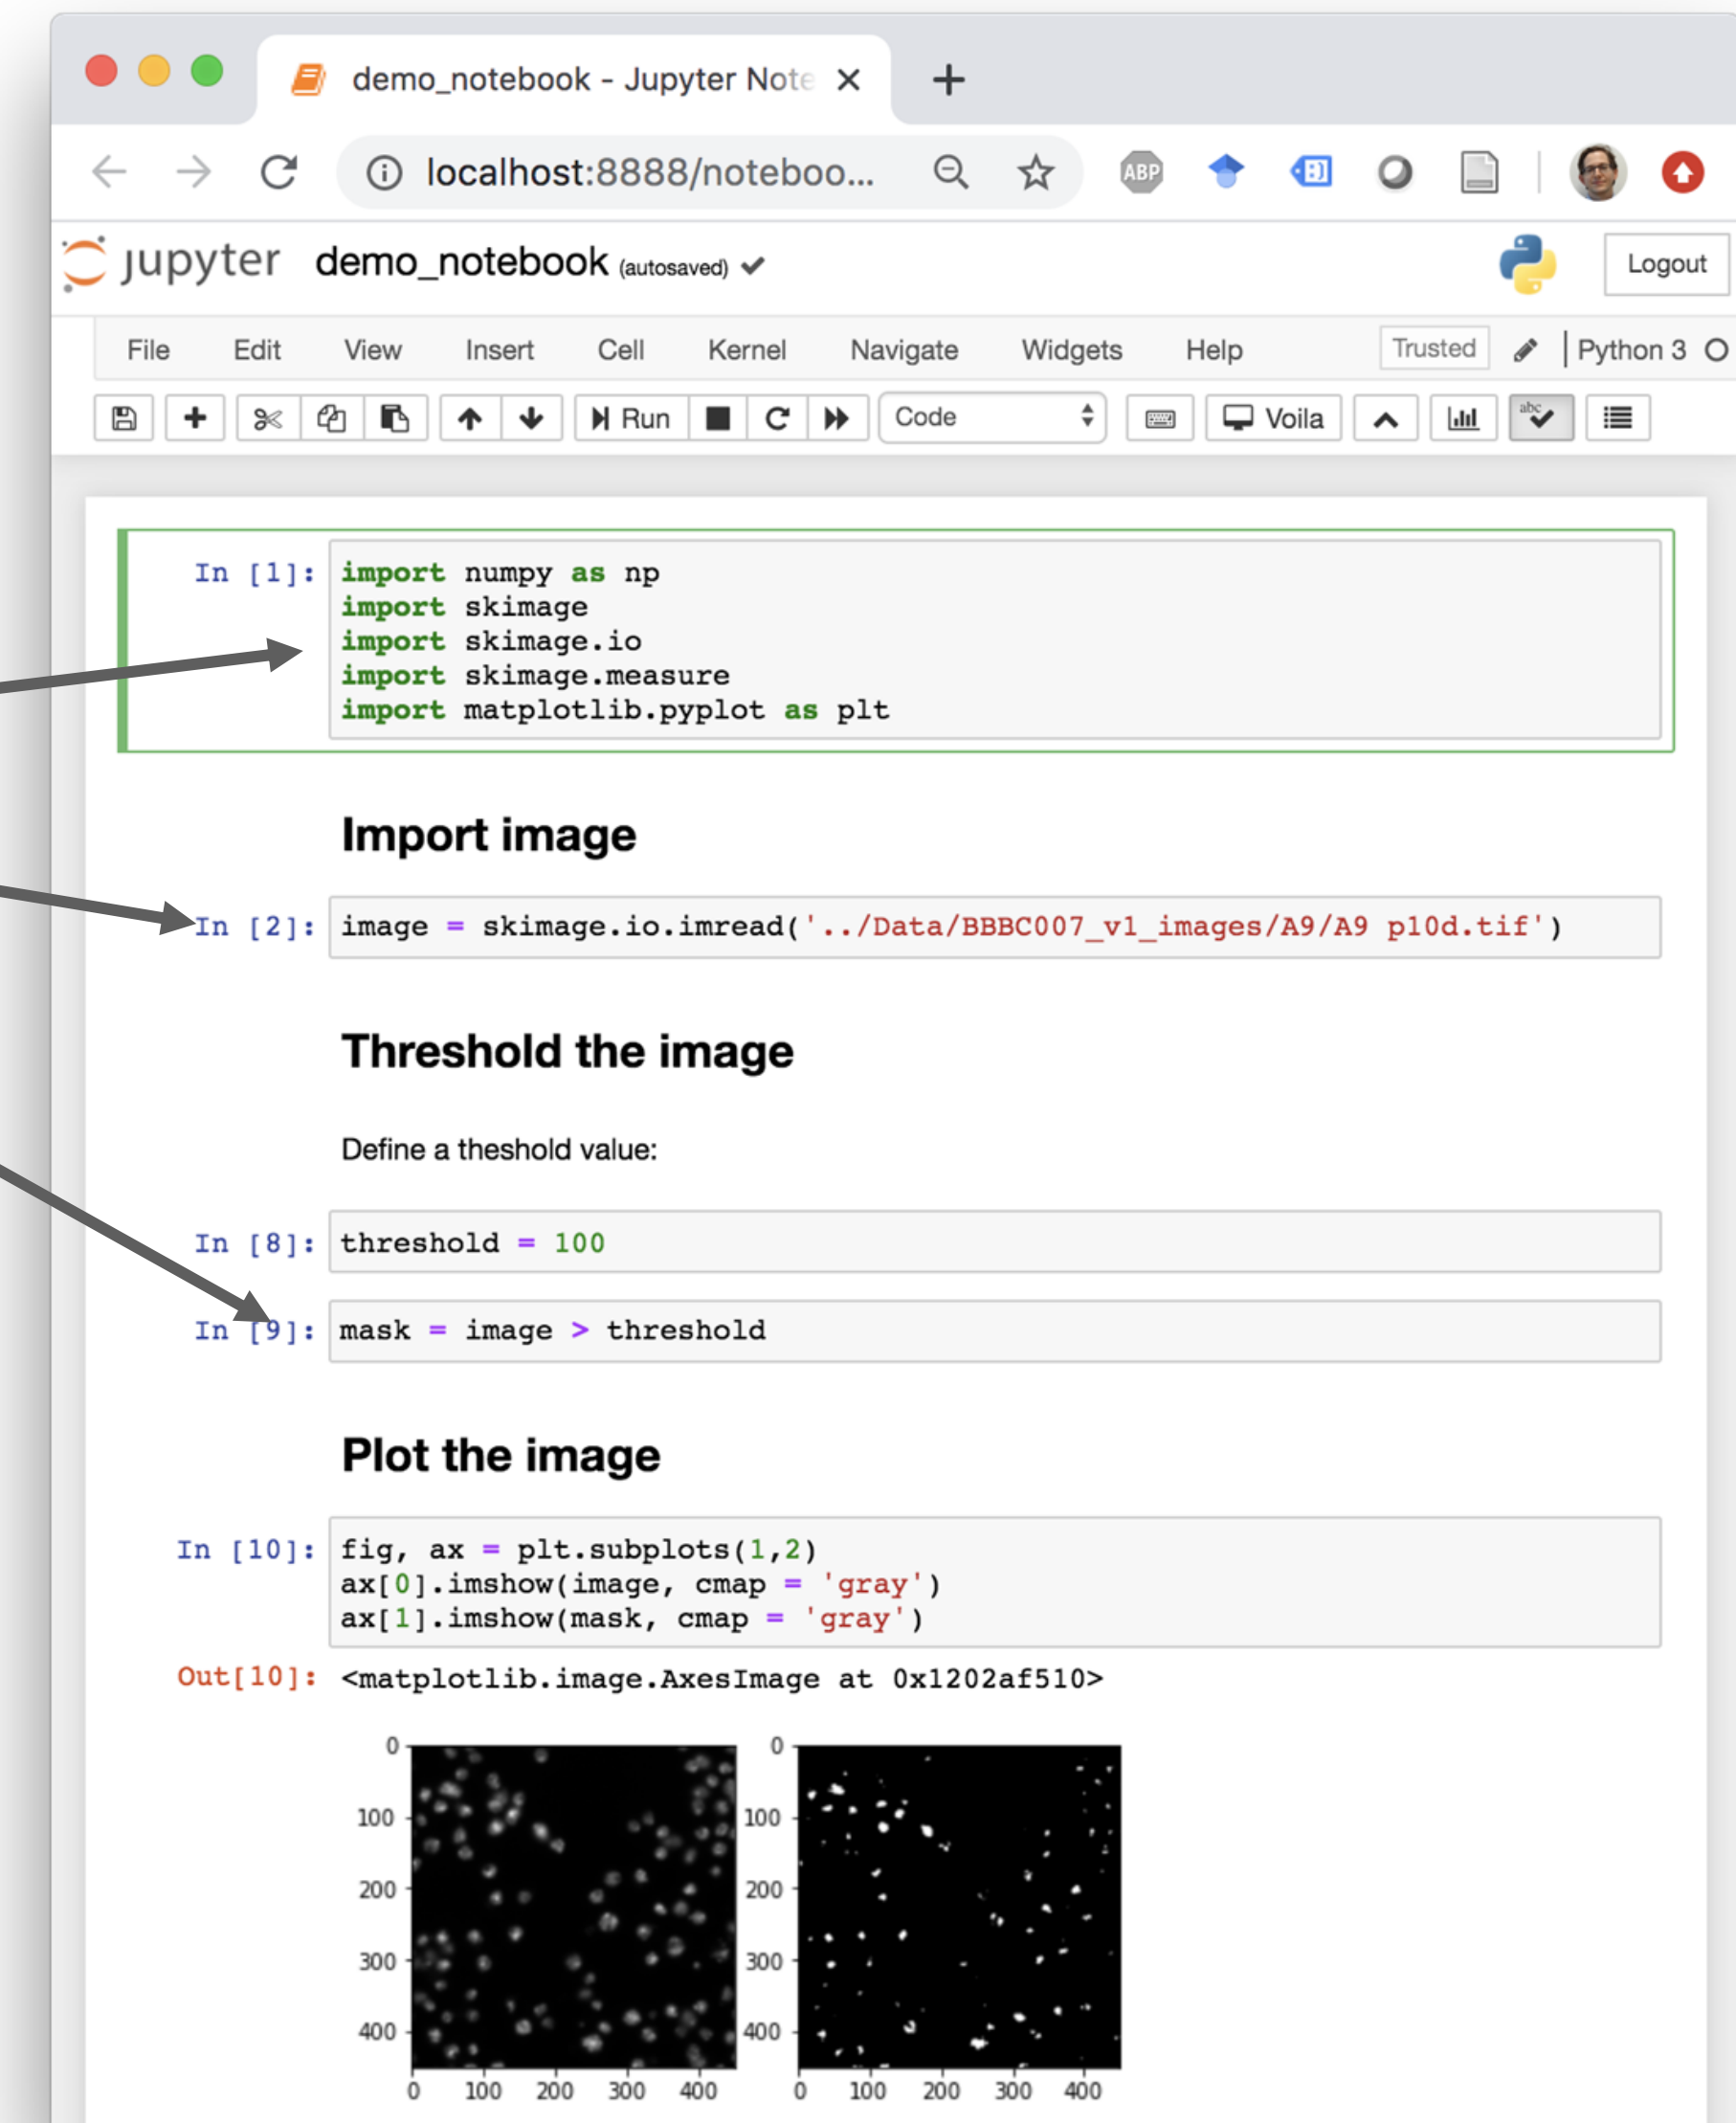 demo_notebook - Jupyter Note
localhost:8888/noteboo...
ABP
jupyter demo_notebook (autosaved)
Logout
File Edit View Insert Cell Kernel Navigate Widgets Help Trusted Python 3
Run Code Voila abc
In [1]: import numpy as np
import skimage
import skimage.io
import skimage.measure
import matplotlib.pyplot as plt
Import image
In [2]: image = skimage.io.imread('../Data/BBBC007_v1_images/A9/A9 p10d.tif')
Threshold the image
Define a theshold value:
In [8]: threshold = 100
In [9]: mask = image > threshold
Plot the image
In [10]: fig, ax = plt.subplots(1,2)
ax[0].imshow(image, cmap = 'gray')
ax[1].imshow(mask, cmap = 'gray')
Out[10]: <matplotlib.image.AxesImage at 0x1202af510>
0 0
100 100
200 200
300 300
400 400
0 100 200 300 400 0 100 200 300 400